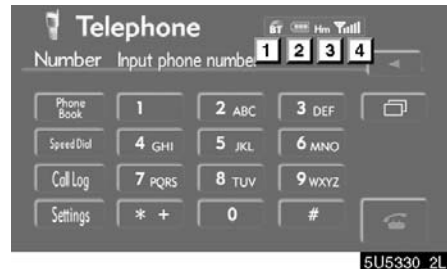 Telephone
BT Hm
1 2 3 4
Number Input phone number
Phone Book 1 2 ABC 3 DEF
Speed Dial 4 GHI 5 JKL 6 MNO
Call Log 7 PQRS 8 TUV 9 WXYZ
Settings * + 0 #
5U5330 2L